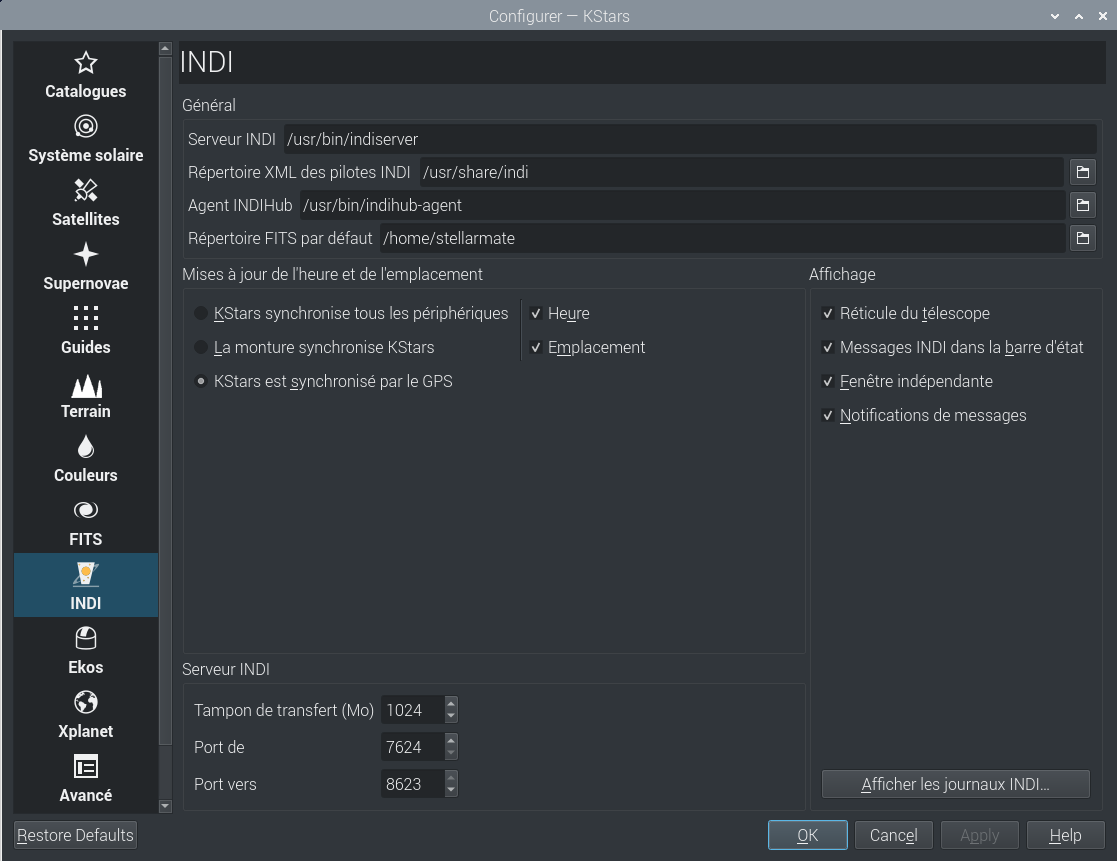 Configurer — KStars
Catalogues
Système solaire
Satellites
Supernovae
Guides
Terrain
Couleurs
FITS
INDI
Ekos
Xplanet
Avancé
INDI
Général
Serveur INDI /usr/bin/indiserver
Répertoire XML des pilotes INDI /usr/share/indi
Agent INDIHub /usr/bin/indihub-agent
Répertoire FITS par défaut /home/stellarmate
Mises à jour de l'heure et de l'emplacement
KStars synchronise tous les périphériques
La monture synchronise KStars
KStars est synchronisé par le GPS
Heure
Emplacement
Affichage
Réticule du télescope
Messages INDI dans la barre d'état
Fenêtre indépendante
Notifications de messages
Serveur INDI
Tampon de transfert (Mo) 1024
Port de 7624
Port vers 8623
Afficher les journaux INDI...
Restore Defaults
OK
Cancel
Apply
Help